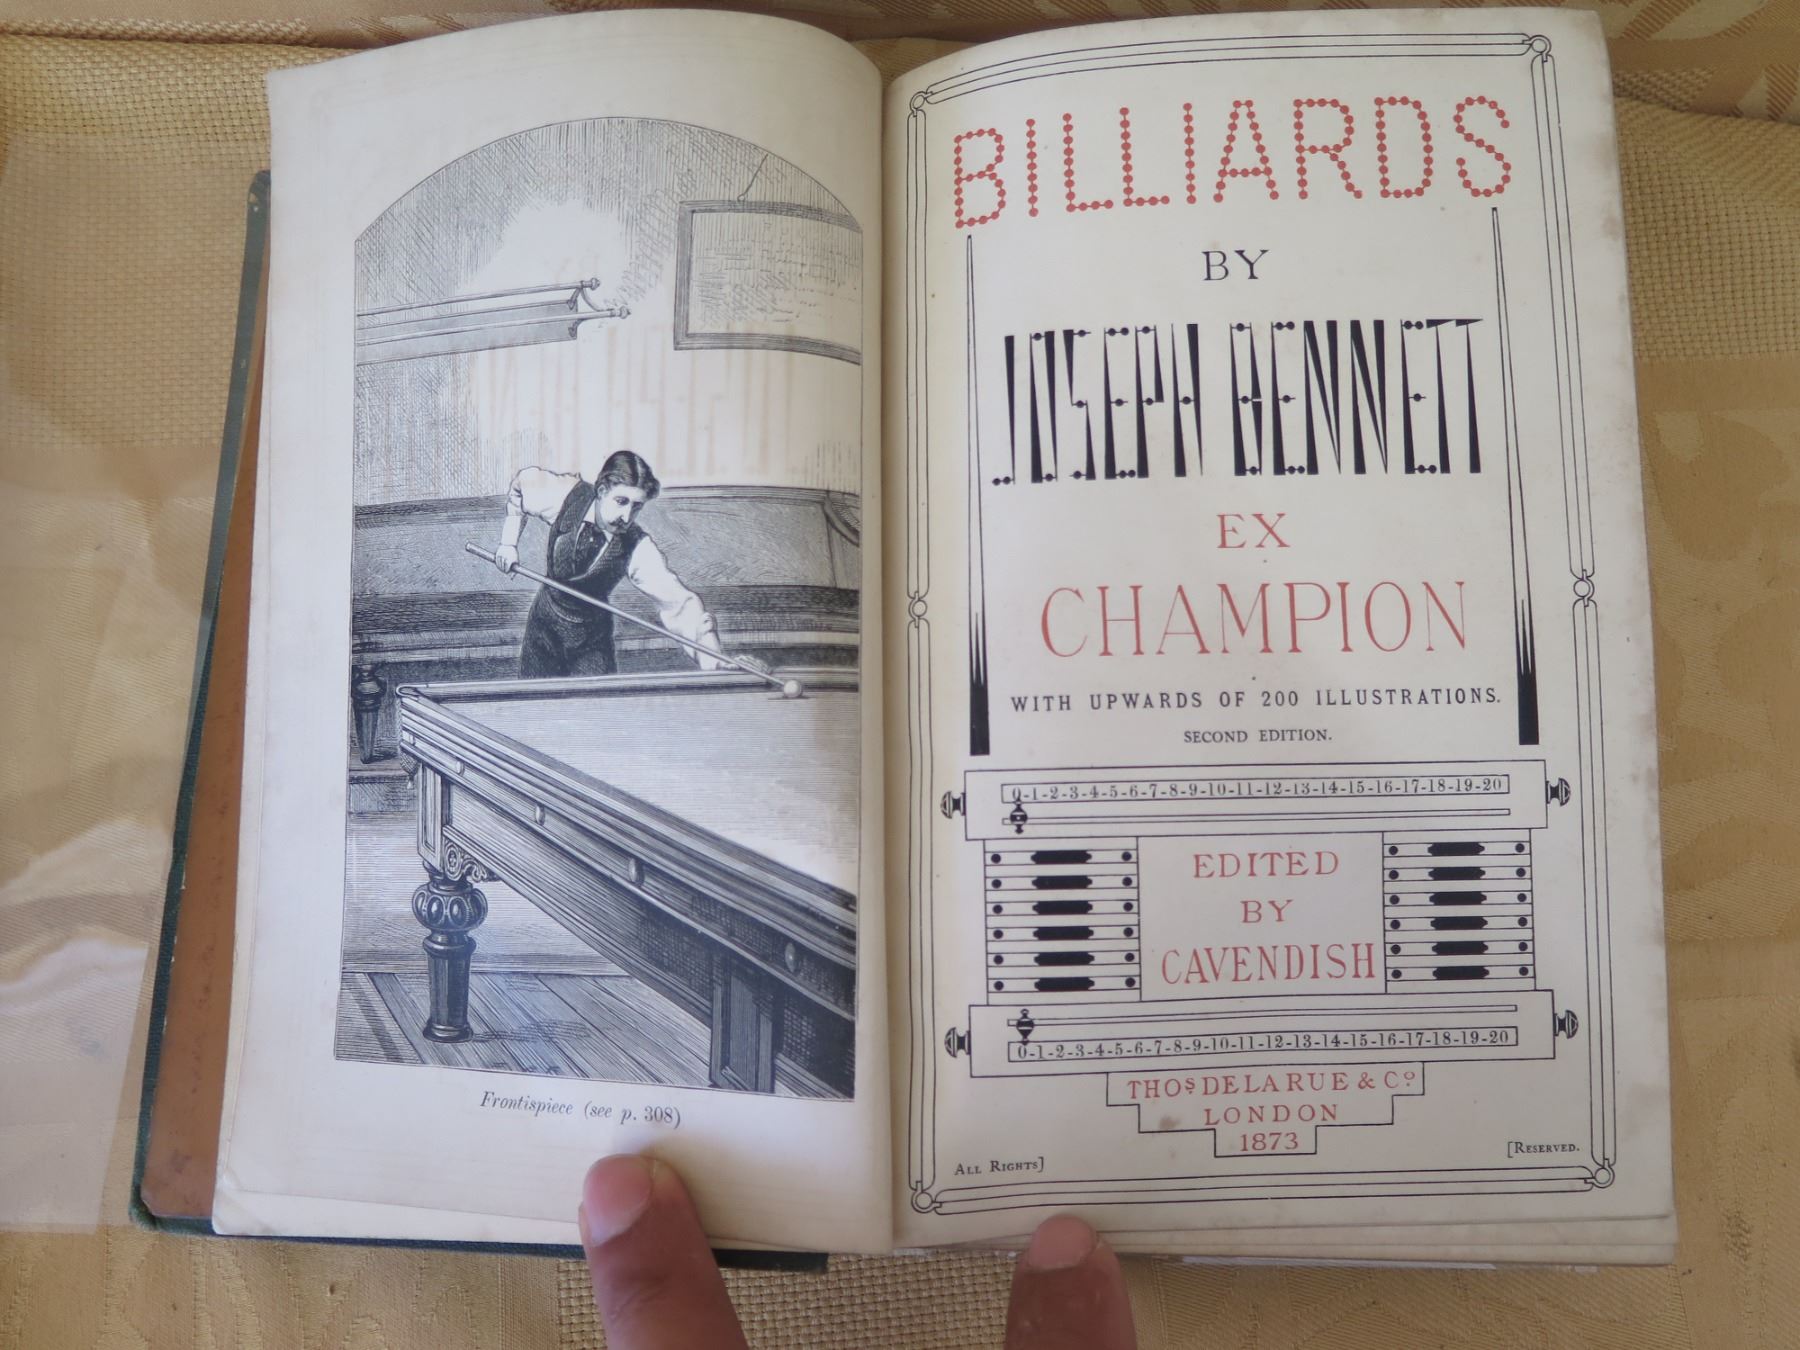 Frontispiece (see p. 308)
BILLIARDS
BY
JOSEPH BENNETT
EX
CHAMPION
WITH UPWARDS OF 200 ILLUSTRATIONS.
SECOND EDITION.
0-1-2-3-4-5-6-7-8-9-10-11-12-13-14-15-16-17-18-19-20
EDITED
BY
CAVENDISH
0-1-2-3-4-5-6-7-8-9-10-11-12-13-14-15-16-17-18-19-20
THOS DE LA RUE & Co
LONDON
1873
ALL RIGHTS] [RESERVED.